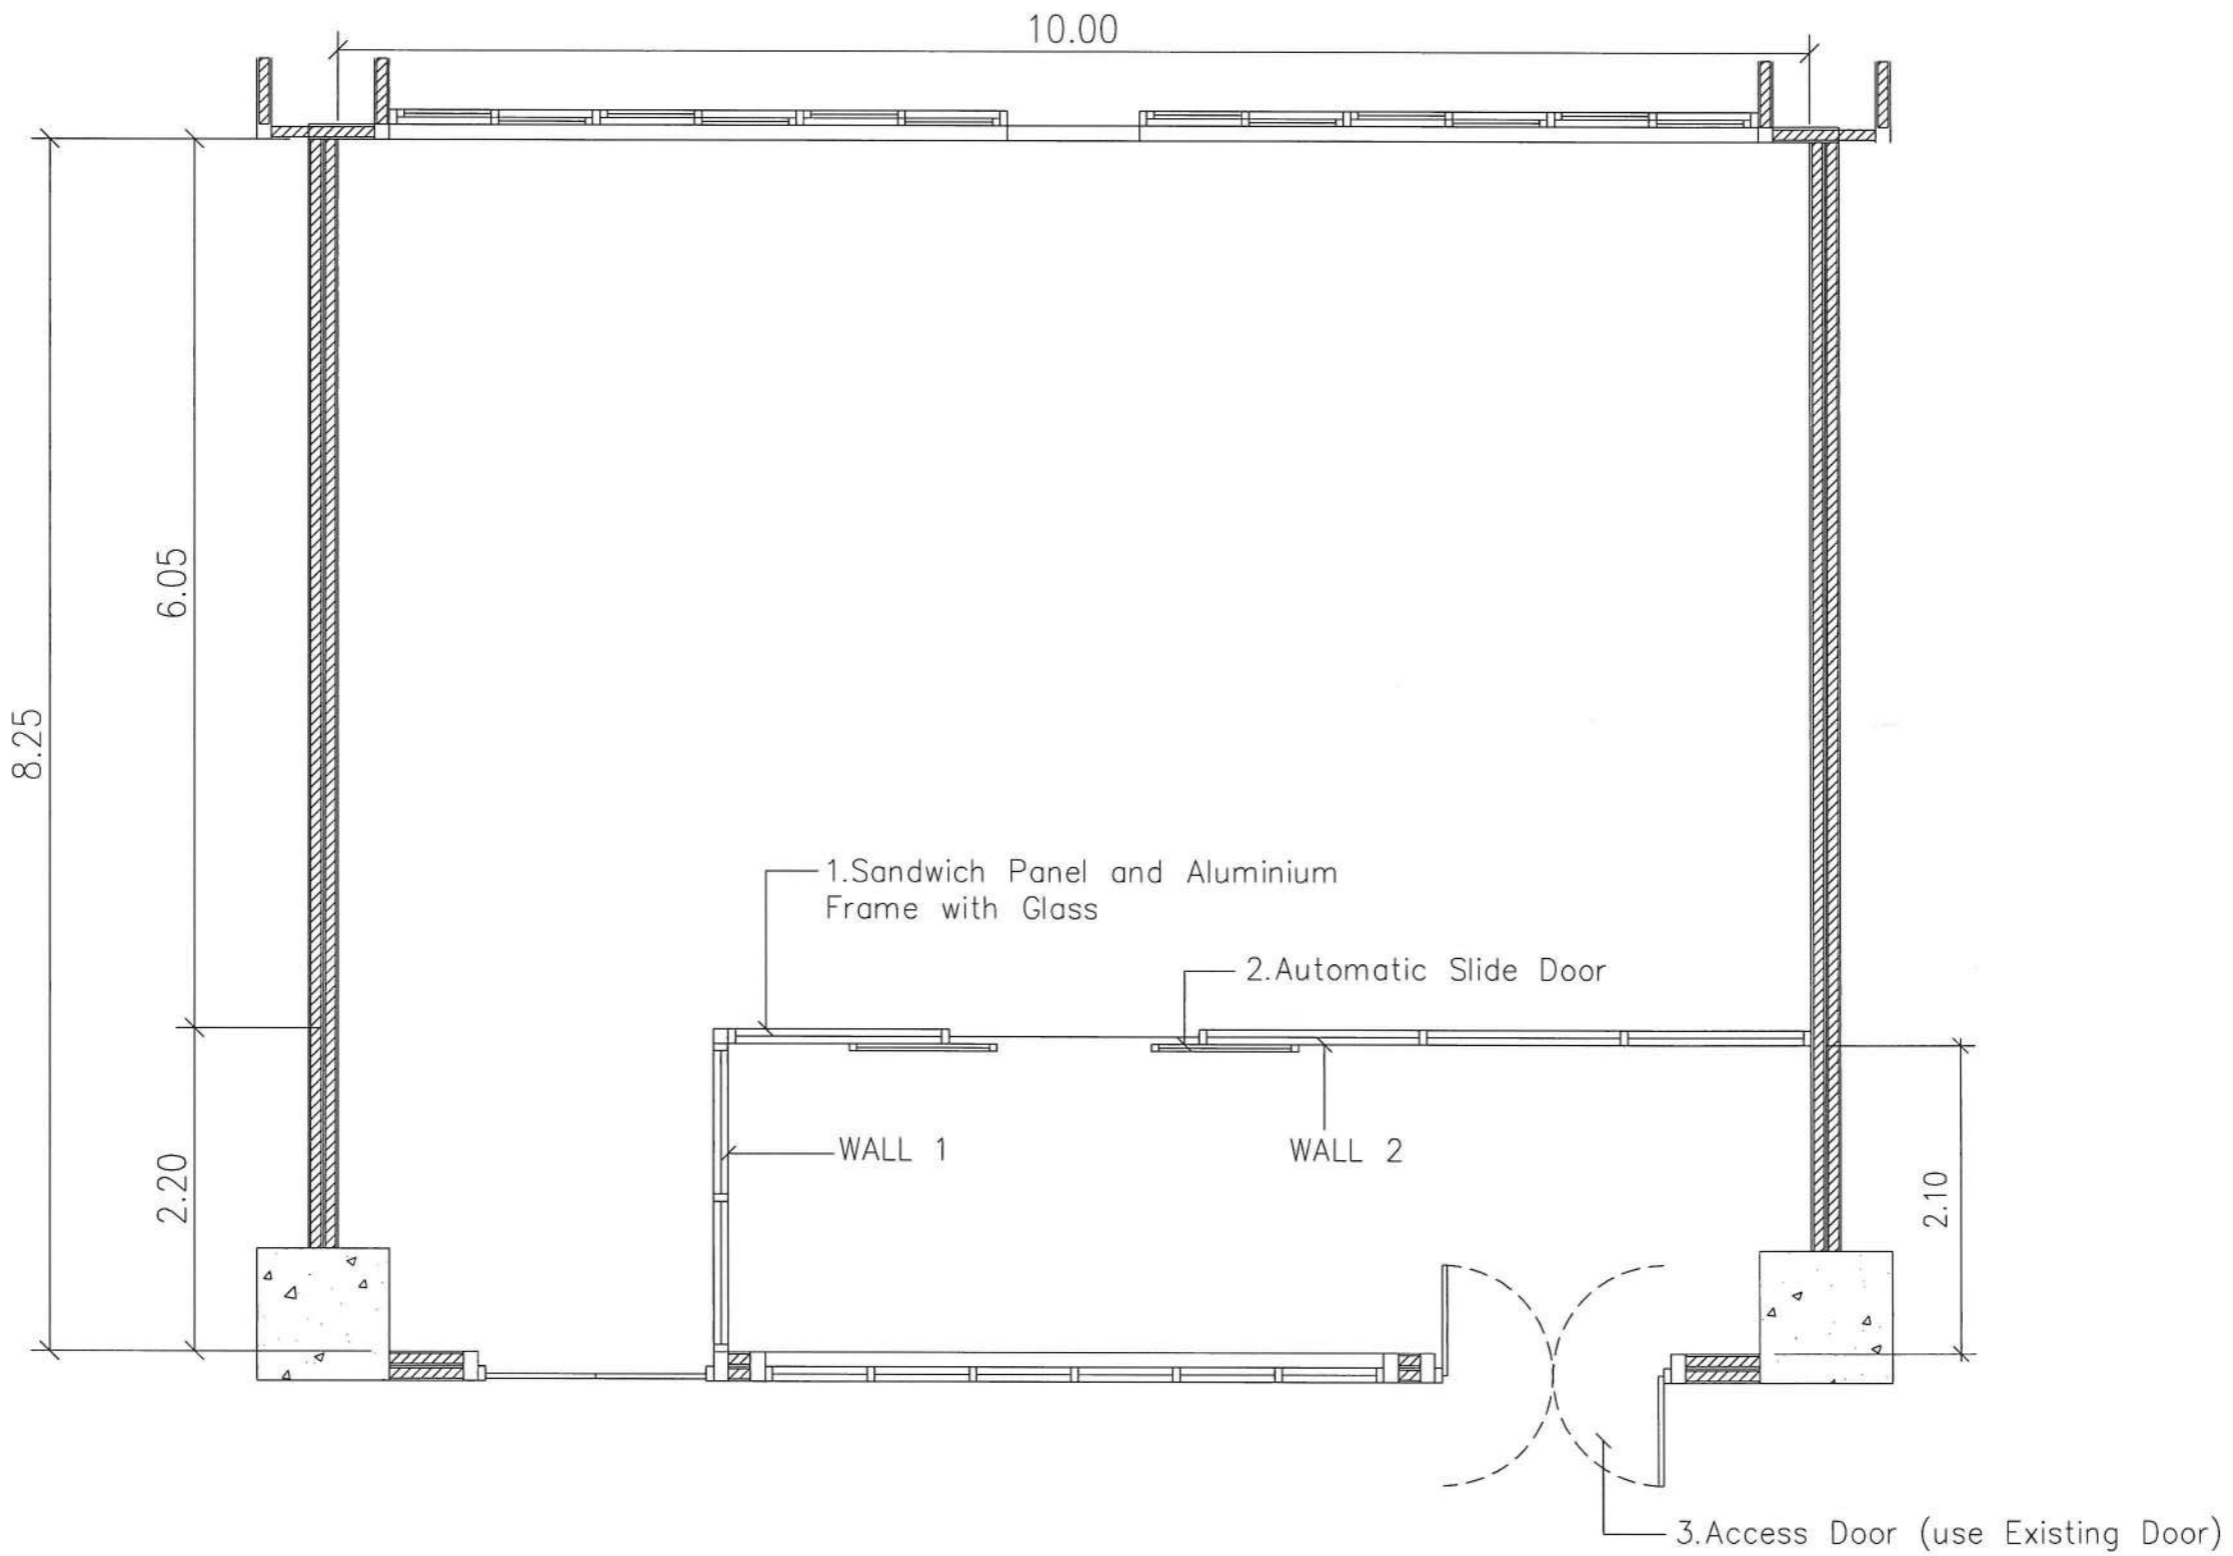 10.00
6.05
8.25
1.Sandwich Panel and Aluminium
Frame with Glass
2.Automatic Slide Door
WALL 1
WALL 2
2.20
2.10
3.Access Door (use Existing Door)